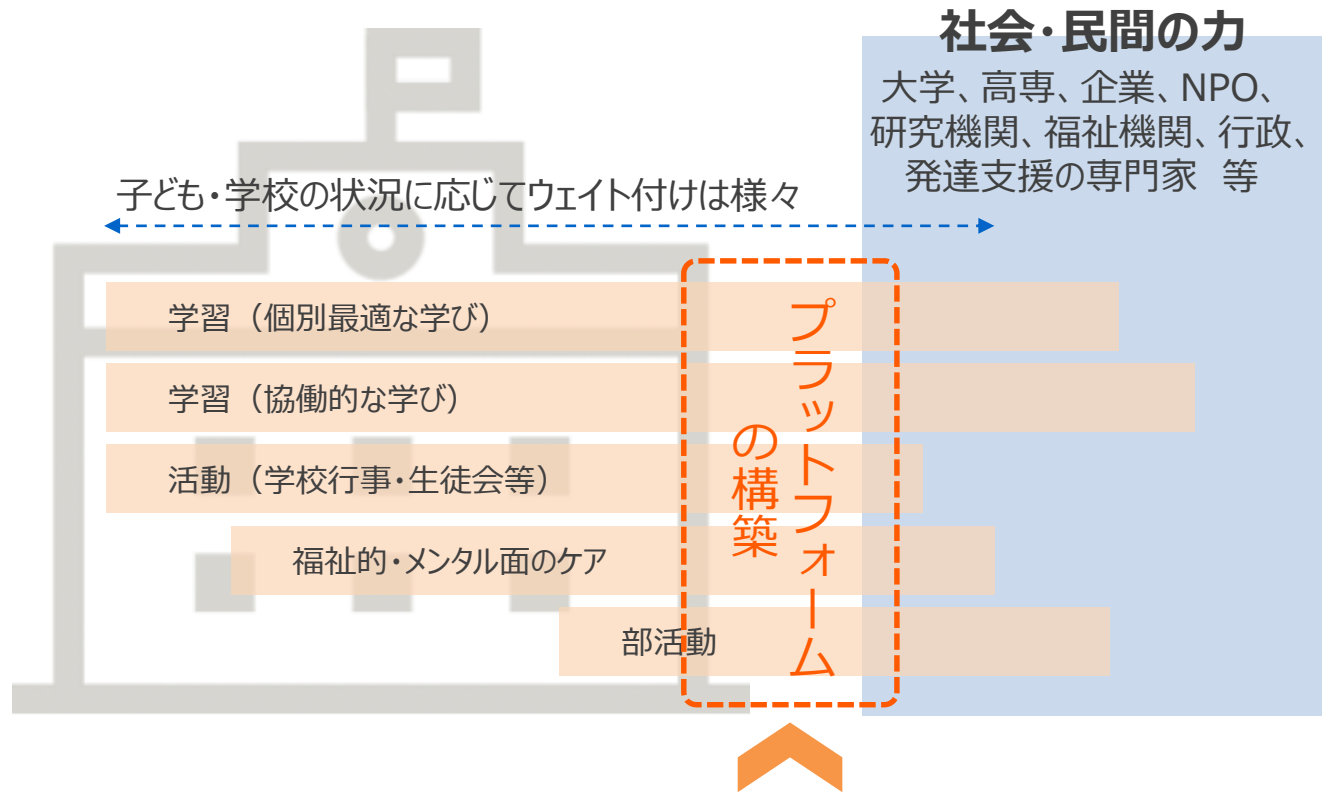 社会・民間の力
大学、高専、企業、NPO、
研究機関、福祉機関、行政、
発達支援の専門家　等
子ども・学校の状況に応じてウェイト付けは様々
学習（個別最適な学び）
学習（協働的な学び）
活動（学校行事・生徒会等）
福祉的・メンタル面のケア
部活動
プラットフォーム
の構築